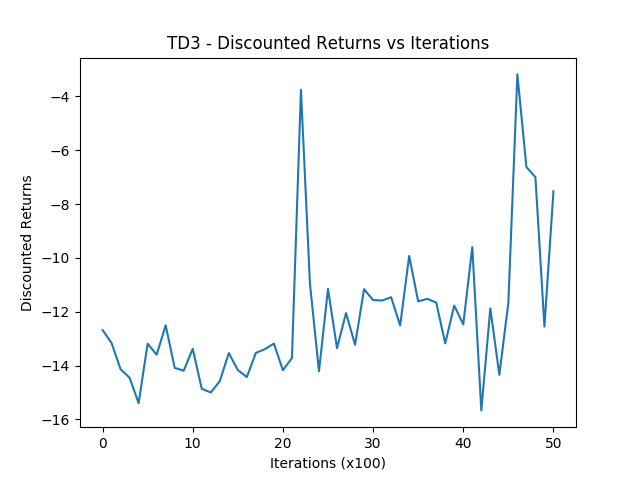 TD3 - Discounted Returns vs Iterations
Discounted Returns
−4
−6
−8
−10
−12
−14
−16
0 10 20 30 40 50
Iterations (x100)